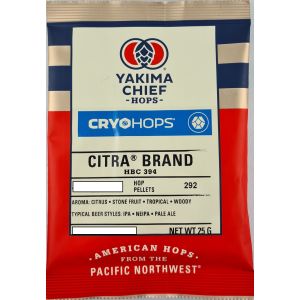 YAKIMA
CHIEF
-HOPS-
CRYOHOPS®
CITRA® BRAND
HBC 394
HOP
PELLETS
292
AROMA: CITRUS • STONE FRUIT • TROPICAL + WOODY
TYPICAL BEER STYLES: IPA • NEIPA • PALE ALE
NET WT 25 G
• AMERICAN HOPS •
FROM THE
PACIFIC NORTHWEST®